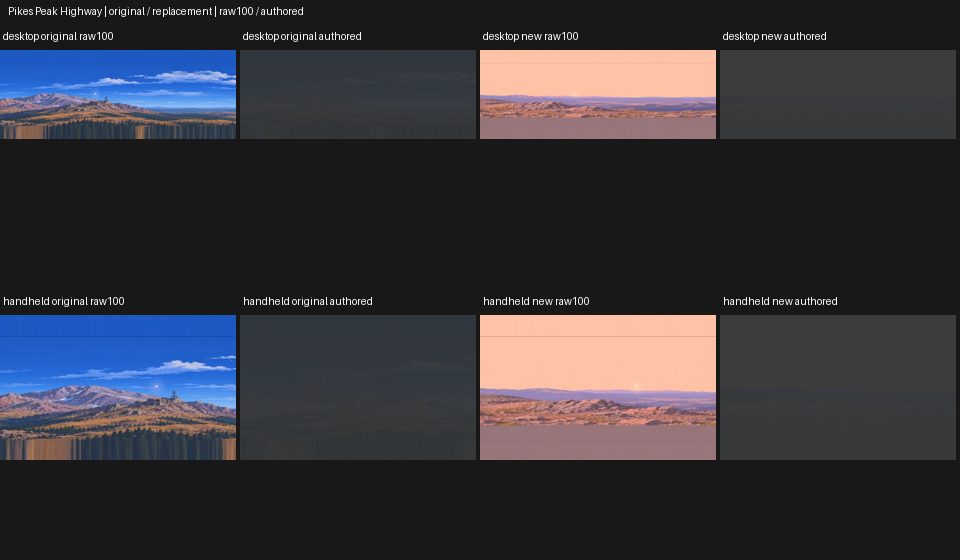 Pikes Peak Highway | original / replacement | raw100 / authored
desktop original raw100
desktop original authored
desktop new raw100
desktop new authored
handheld original raw100
handheld original authored
handheld new raw100
handheld new authored